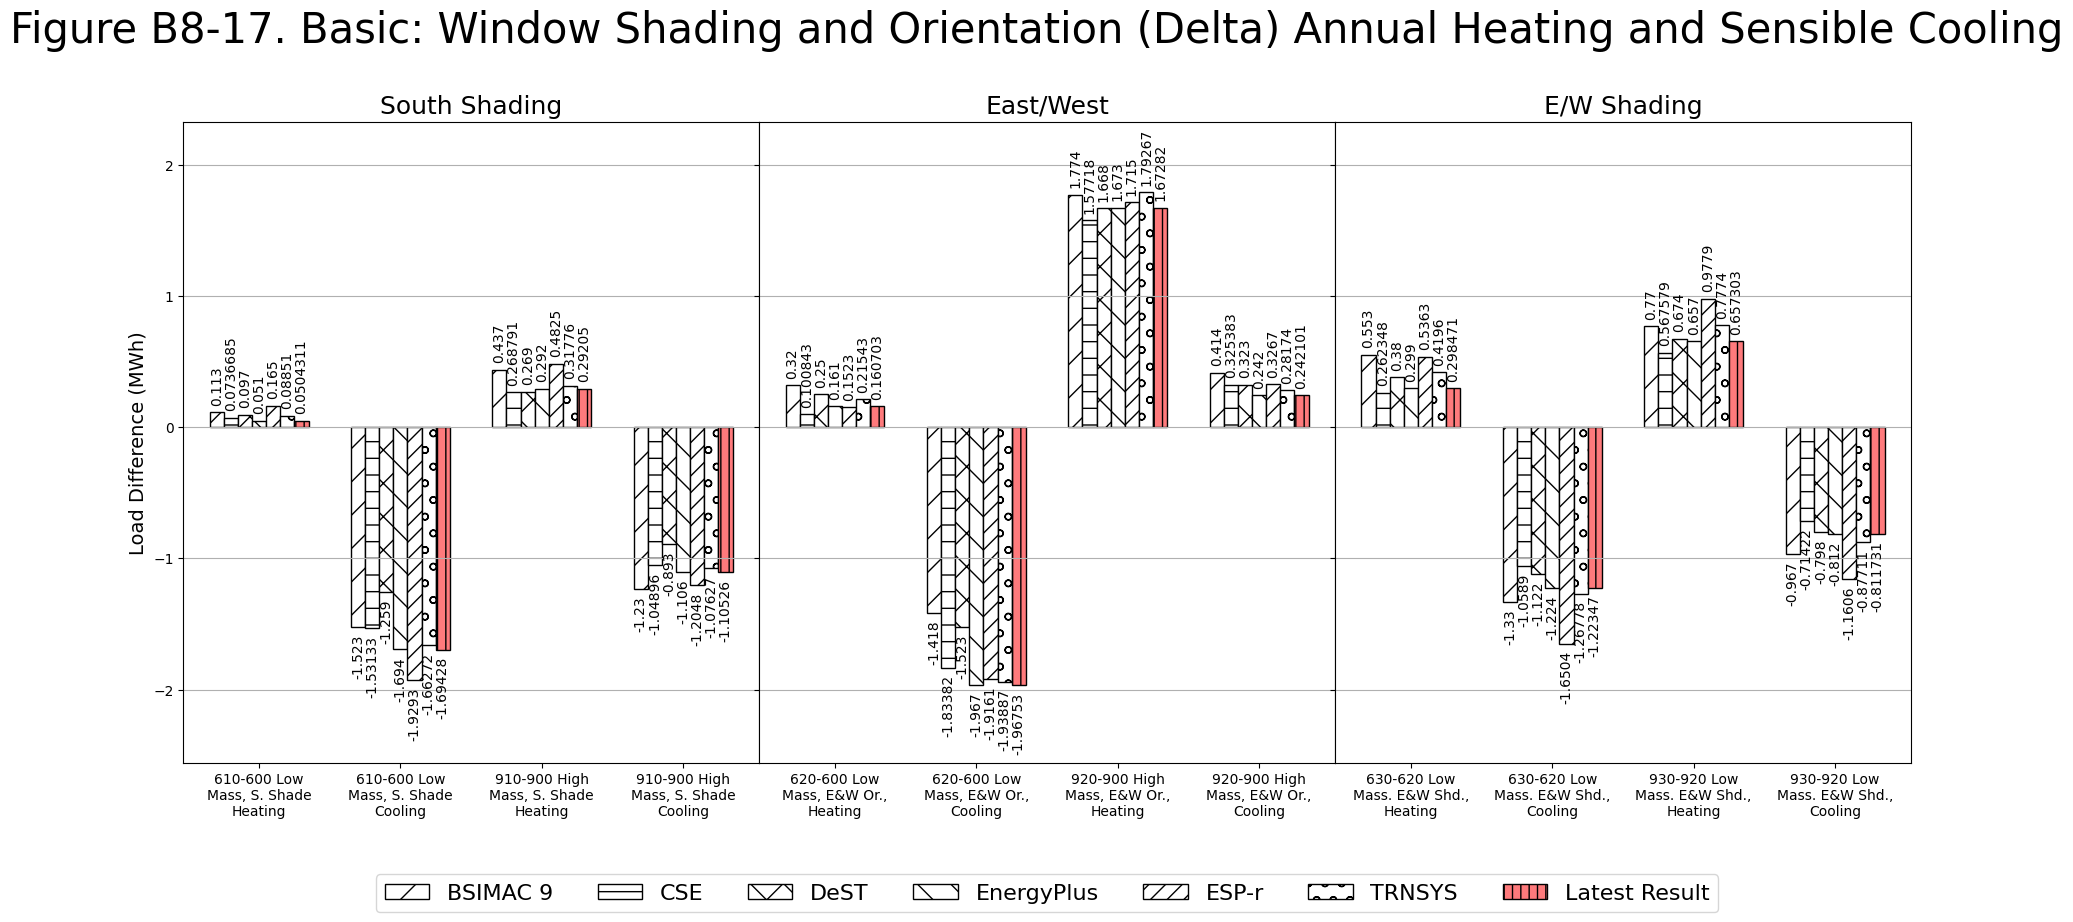 Figure B8-17. Basic: Window Shading and Orientation (Delta) Annual Heating and Sensible Cooling
South Shading
East/West
E/W Shading
Load Difference (MWh)
2
1
0
−1
−2
0.113
0.0736685
0.097
0.051
0.165
0.08851
0.0504311
-1.523
-1.53133
-1.259
-1.694
-1.9293
-1.66272
-1.69428
0.437
0.268791
0.269
0.292
0.4825
0.31776
0.29205
-1.23
-1.04896
-0.893
-1.106
-1.2048
-1.07627
-1.10526
0.32
0.100843
0.25
0.161
0.1523
0.21543
0.160703
-1.418
-1.83382
-1.523
-1.967
-1.9161
-1.93887
-1.96753
1.774
1.57718
1.668
1.673
1.715
1.79267
1.67282
0.414
0.325383
0.323
0.242
0.3267
0.28174
0.242101
0.553
0.262348
0.38
0.299
0.5363
0.4196
0.298471
-1.33
-1.0589
-1.122
-1.224
-1.6504
-1.26778
-1.22347
0.77
0.567579
0.674
0.657
0.9779
0.7774
0.657303
-0.967
-0.71422
-0.798
-0.812
-1.1606
-0.87711
-0.811731
610-600 Low
Mass, S. Shade
Heating
610-600 Low
Mass, S. Shade
Cooling
910-900 High
Mass, S. Shade
Heating
910-900 High
Mass, S. Shade
Cooling
620-600 Low
Mass, E&W Or.,
Heating
620-600 Low
Mass, E&W Or.,
Cooling
920-900 High
Mass, E&W Or.,
Heating
920-900 High
Mass, E&W Or.,
Cooling
630-620 Low
Mass. E&W Shd.,
Heating
630-620 Low
Mass. E&W Shd.,
Cooling
930-920 Low
Mass. E&W Shd.,
Heating
930-920 Low
Mass. E&W Shd.,
Cooling
BSIMAC 9
CSE
DeST
EnergyPlus
ESP-r
TRNSYS
Latest Result